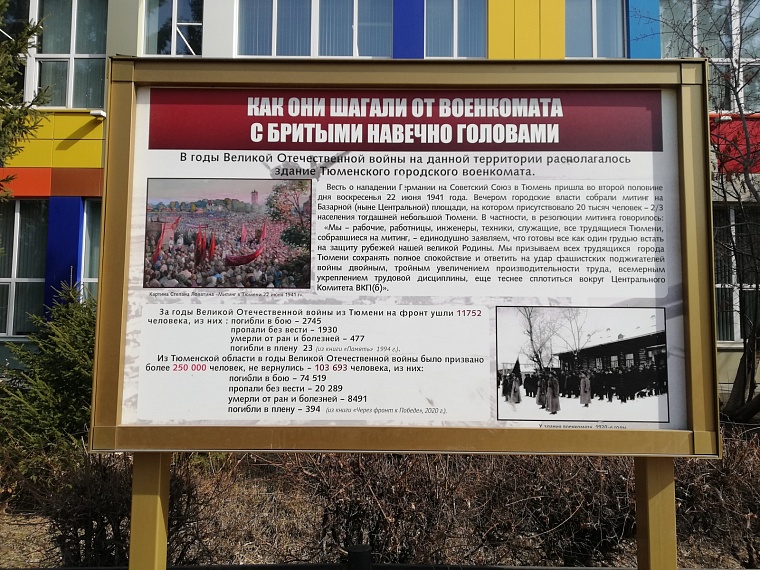 КАК ОНИ ШАГАЛИ ОТ ВОЕНКОМАТА
С БРИТЫМИ НАВЕЧНО ГОЛОВАМИ
В годы Великой Отечественной войны на данной территории располагалось
здание Тюменского городского военкомата.
Весть о нападении Германии на Советский Союз в Тюмень пришла во второй половине
дня воскресенья 22 июня 1941 года. Вечером городские власти собрали митинг на
Базарной (ныне Центральной) площади, на котором присутствовало 20 тысяч человек – 2/3
населения тогдашней небольшой Тюмени. В частности, в резолюции митинга говорилось:
«Мы – рабочие, работницы, инженеры, техники, служащие, все трудящиеся Тюмени,
собравшиеся на митинг, – единодушно заявляем, что готовы все как один грудью встать
на защиту рубежей нашей великой Родины. Мы призываем всех трудящихся города
Тюмени сохранять полное спокойствие и ответить на удар фашистских поджигателей
войны двойным, тройным увеличением производительности труда, всемерным
укреплением трудовой дисциплины, еще теснее сплотиться вокруг Центрального
Комитета ВКП(б)».
Картина Степана «Митинг в Тюмени 22 июня 1941 г.»
За годы Великой Отечественной войны из Тюмени на фронт ушли 11752
человека, из них : погибли в бою – 2745
пропали без вести – 1930
умерли от ран и болезней – 477
погибли в плену 23 (из книги «Память» 1994 г.).
Из Тюменской области в годы Великой Отечественной войны было призвано
более 250 000 человек, не вернулись – 103 693 человека, из них:
погибли в бою – 74 519
пропали без вести – 20 289
умерли от ран и болезней – 8491
погибли в плену – 394 (из книги «Через фронт к Победе», 2020 г.).
У здания военкомата. 1920-е годы